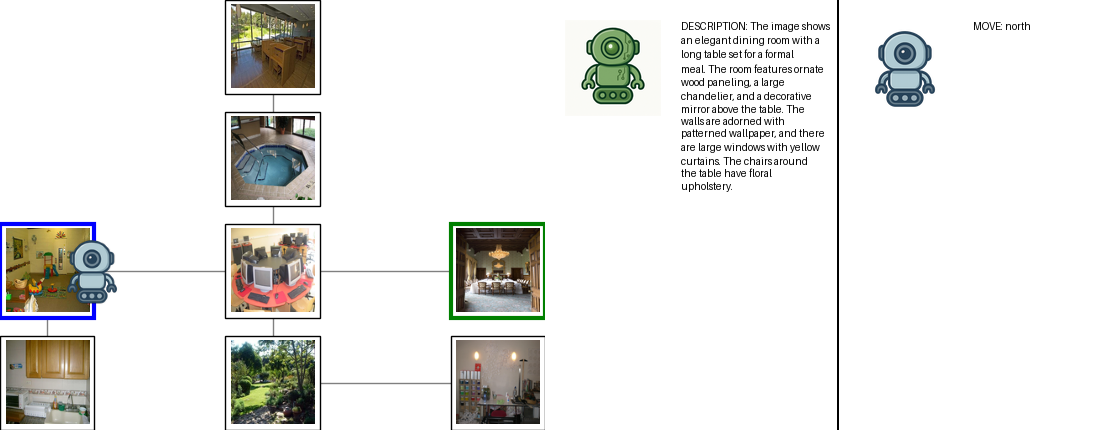 DESCRIPTION: The image shows
an elegant dining room with a
long table set for a formal
meal. The room features ornate
wood paneling, a large
chandelier, and a decorative
mirror above the table. The
walls are adorned with
patterned wallpaper, and there
are large windows with yellow
curtains. The chairs around
the table have floral
upholstery.
MOVE: north